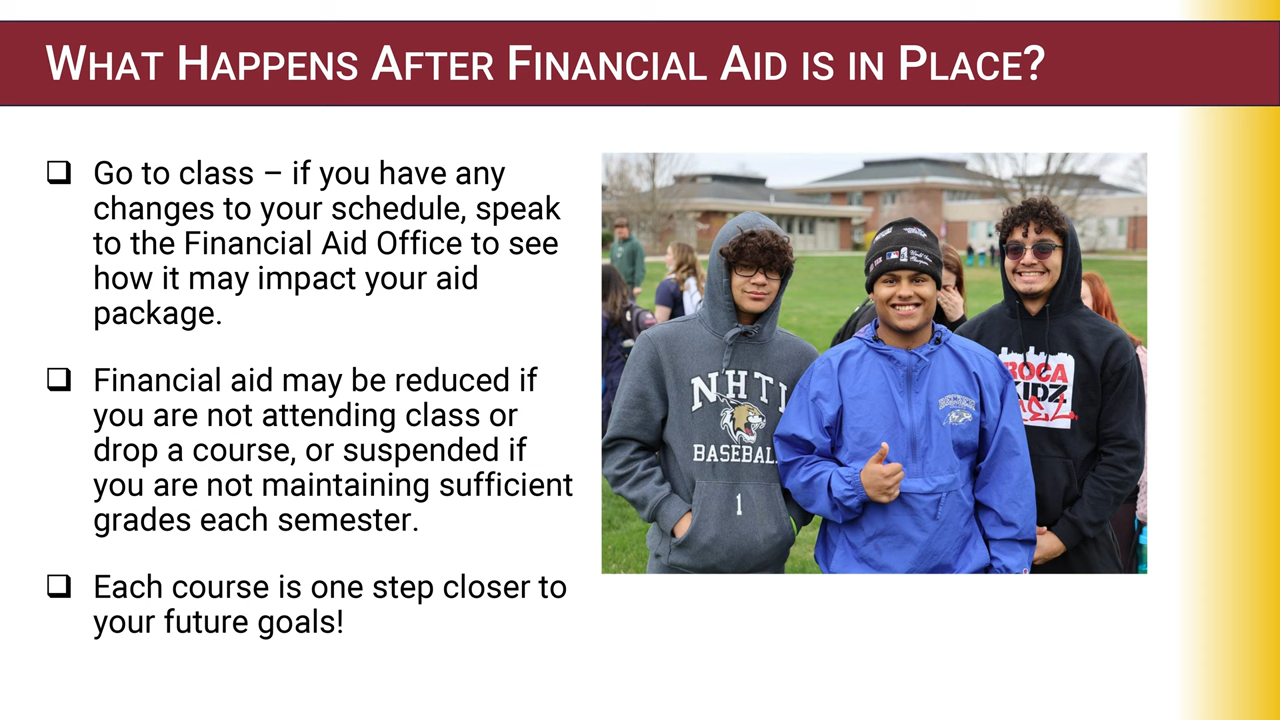 WHAT HAPPENS AFTER FINANCIAL AID IS IN PLACE?
❑ Go to class – if you have any
changes to your schedule, speak
to the Financial Aid Office to see
how it may impact your aid
package.
❑ Financial aid may be reduced if
you are not attending class or
drop a course, or suspended if
you are not maintaining sufficient
grades each semester.
❑ Each course is one step closer to
your future goals!
NHTI
BASEBAL
1
BOCA
KIDZ